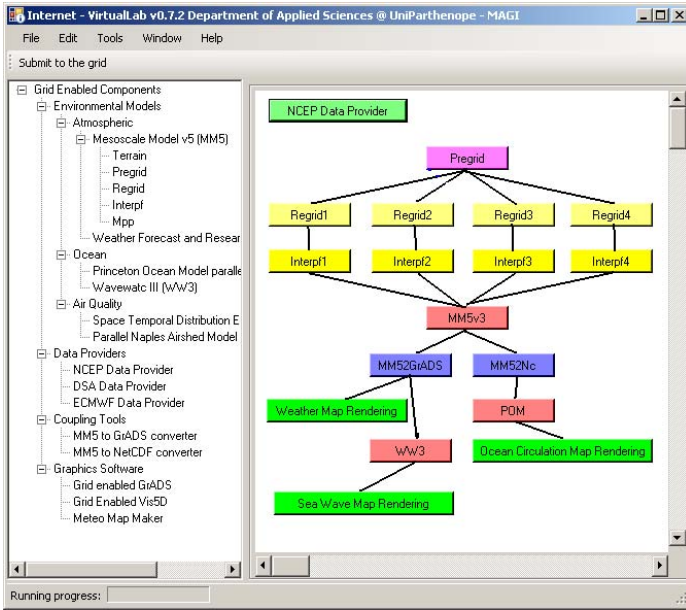 Internet - VirtualLab v0.7.2 Department of Applied Sciences @ UniParthenope - MAGI
File Edit Tools Window Help
Submit to the grid
Grid Enabled Components
Environmental Models
Atmospheric
Mesoscale Model v5 (MM5)
Terrain
Pregrid
Regrid
Interpf
Mpp
Weather Forecast and Resear
Ocean
Princeton Ocean Model paralle
Wavewatc III (WW3)
Air Quality
Space Temporal Distribution E
Parallel Naples Airshed Model
Data Providers
NCEP Data Provider
DSA Data Provider
ECMWF Data Provider
Coupling Tools
MM5 to GrADS converter
MM5 to NetCDF converter
Graphics Software
Grid enabled GrADS
Grid Enabled Vis5D
Meteo Map Maker
NCEP Data Provider
Pregrid
Regrid1 Regrid2 Regrid3 Regrid4
Interpf1 Interpf2 Interpf3 Interpf4
MM5v3
MM52GrADS MM52Nc
Weather Map Rendering POM
WW3 Ocean Circulation Map Rendering
Sea Wave Map Rendering
Running progress: